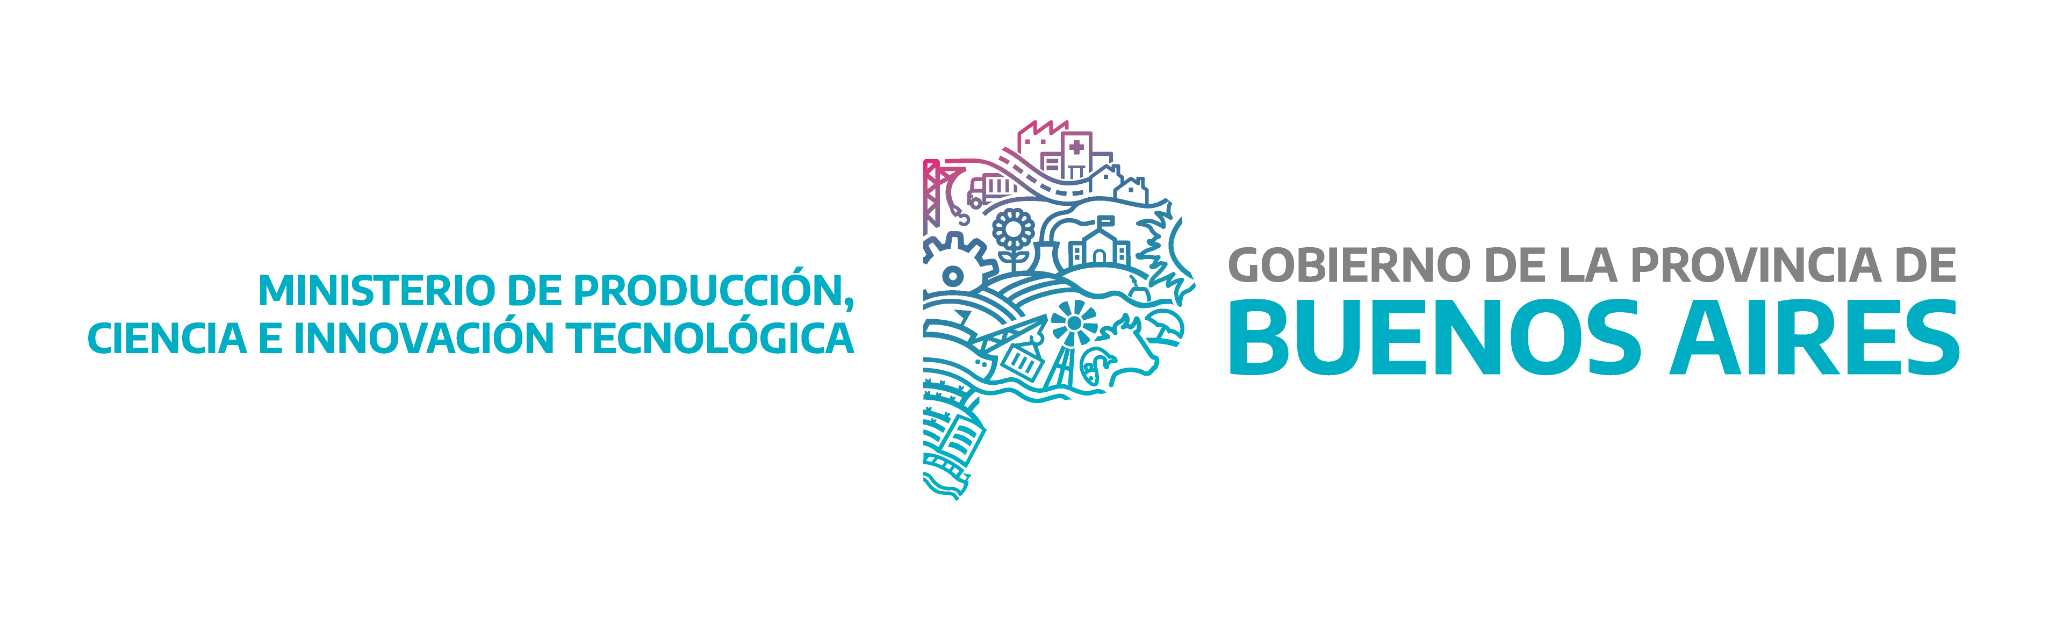 MINISTERIO DE PRODUCCIÓN,
CIENCIA E INNOVACIÓN TECNOLÓGICA
GOBIERNO DE LA PROVINCIA DE
BUENOS AIRES